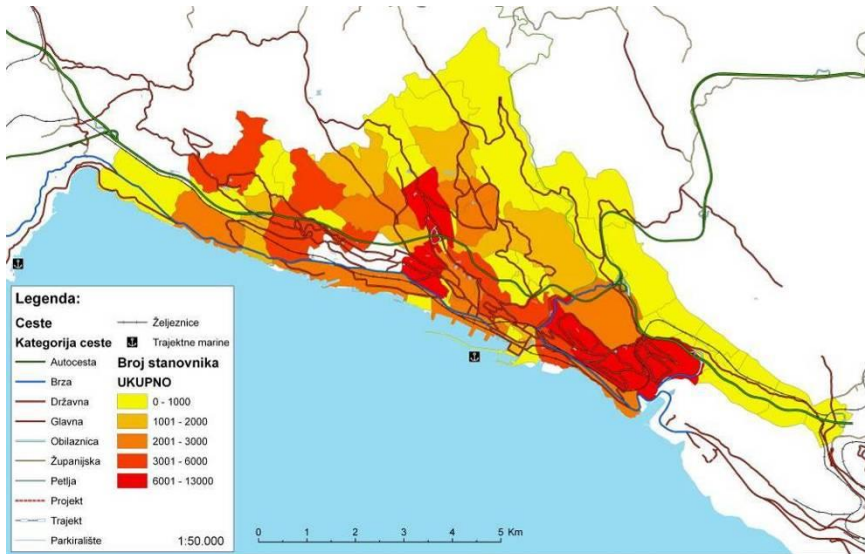 Legenda:
Ceste
Kategorija ceste
Autocesta
Brza
Državna
Glavna
Obilaznica
Županijska
Petlja
Projekt
Trajekt
Parkiralište
Željeznice
Trajektne marine
Broj stanovnika
UKUPNO
0 - 1000
1001 - 2000
2001 - 3000
3001 - 6000
6001 - 13000
1:50.000
0 1 2 3 4 5 Km